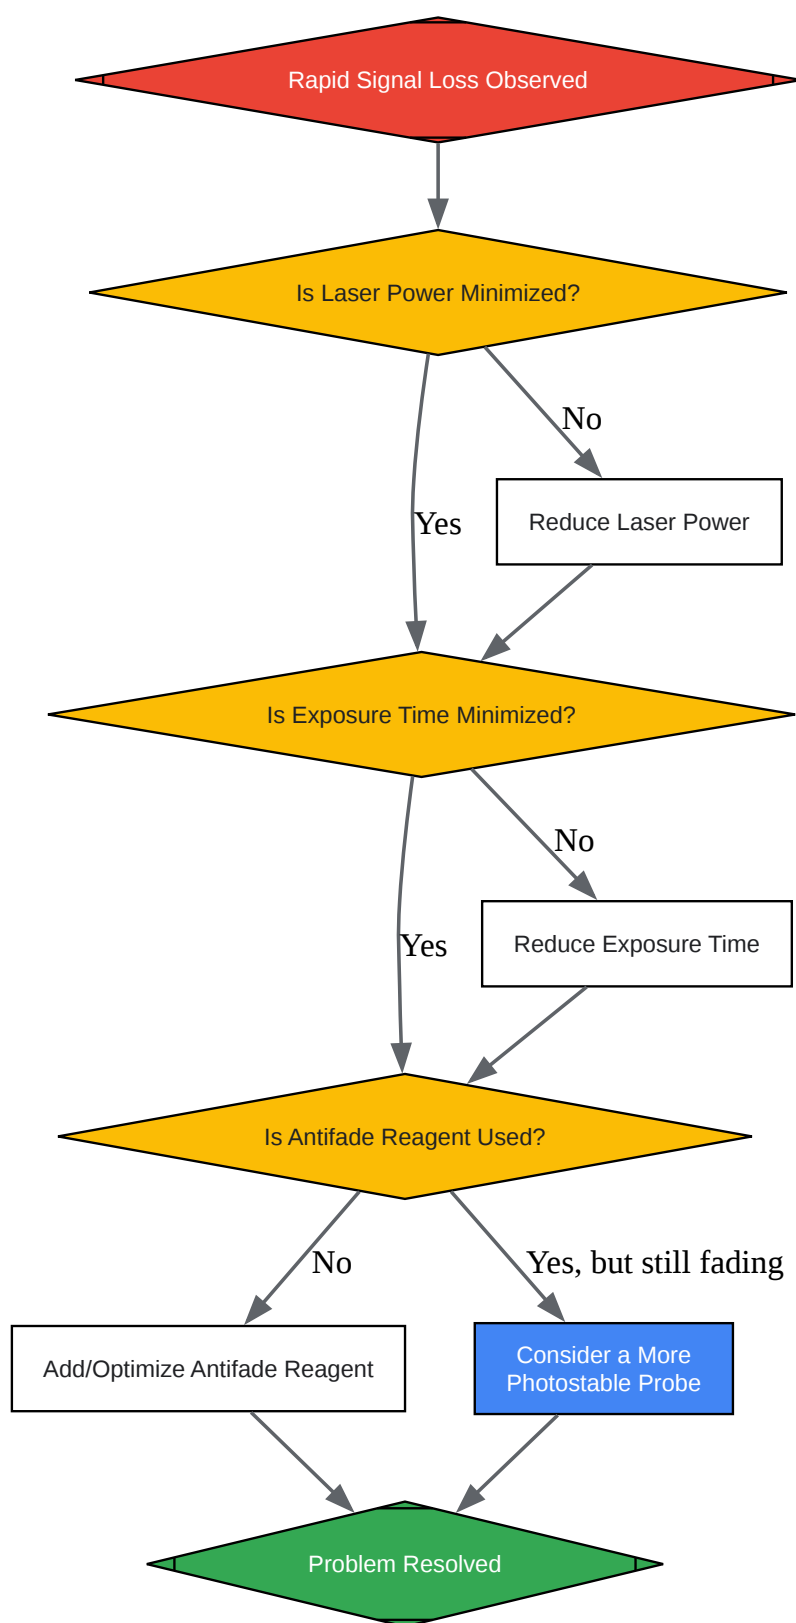 Rapid Signal Loss Observed
Is Laser Power Minimized?
No
Yes
Reduce Laser Power
Is Exposure Time Minimized?
No
Yes
Reduce Exposure Time
Is Antifade Reagent Used?
No
Yes, but still fading
Add/Optimize Antifade Reagent
Consider a More
Photostable Probe
Problem Resolved